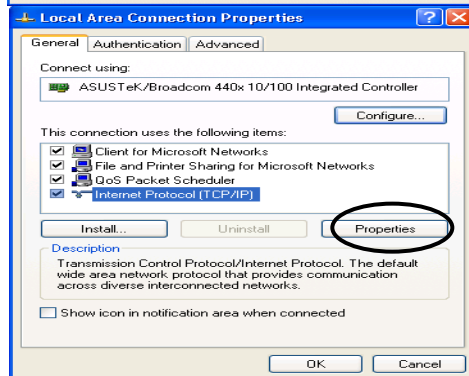 Local Area Connection Properties
General Authentication Advanced
Connect using:
ASUSTeK/Broadcom 440x 10/100 Integrated Controller
Configure...
This connection uses the following items:
Client for Microsoft Networks
File and Printer Sharing for Microsoft Networks
QoS Packet Scheduler
Internet Protocol (TCP/IP)
Install... Uninstall Properties
Description
Transmission Control Protocol/Internet Protocol. The default
wide area network protocol that provides communication
across diverse interconnected networks.
Show icon in notification area when connected
OK Cancel